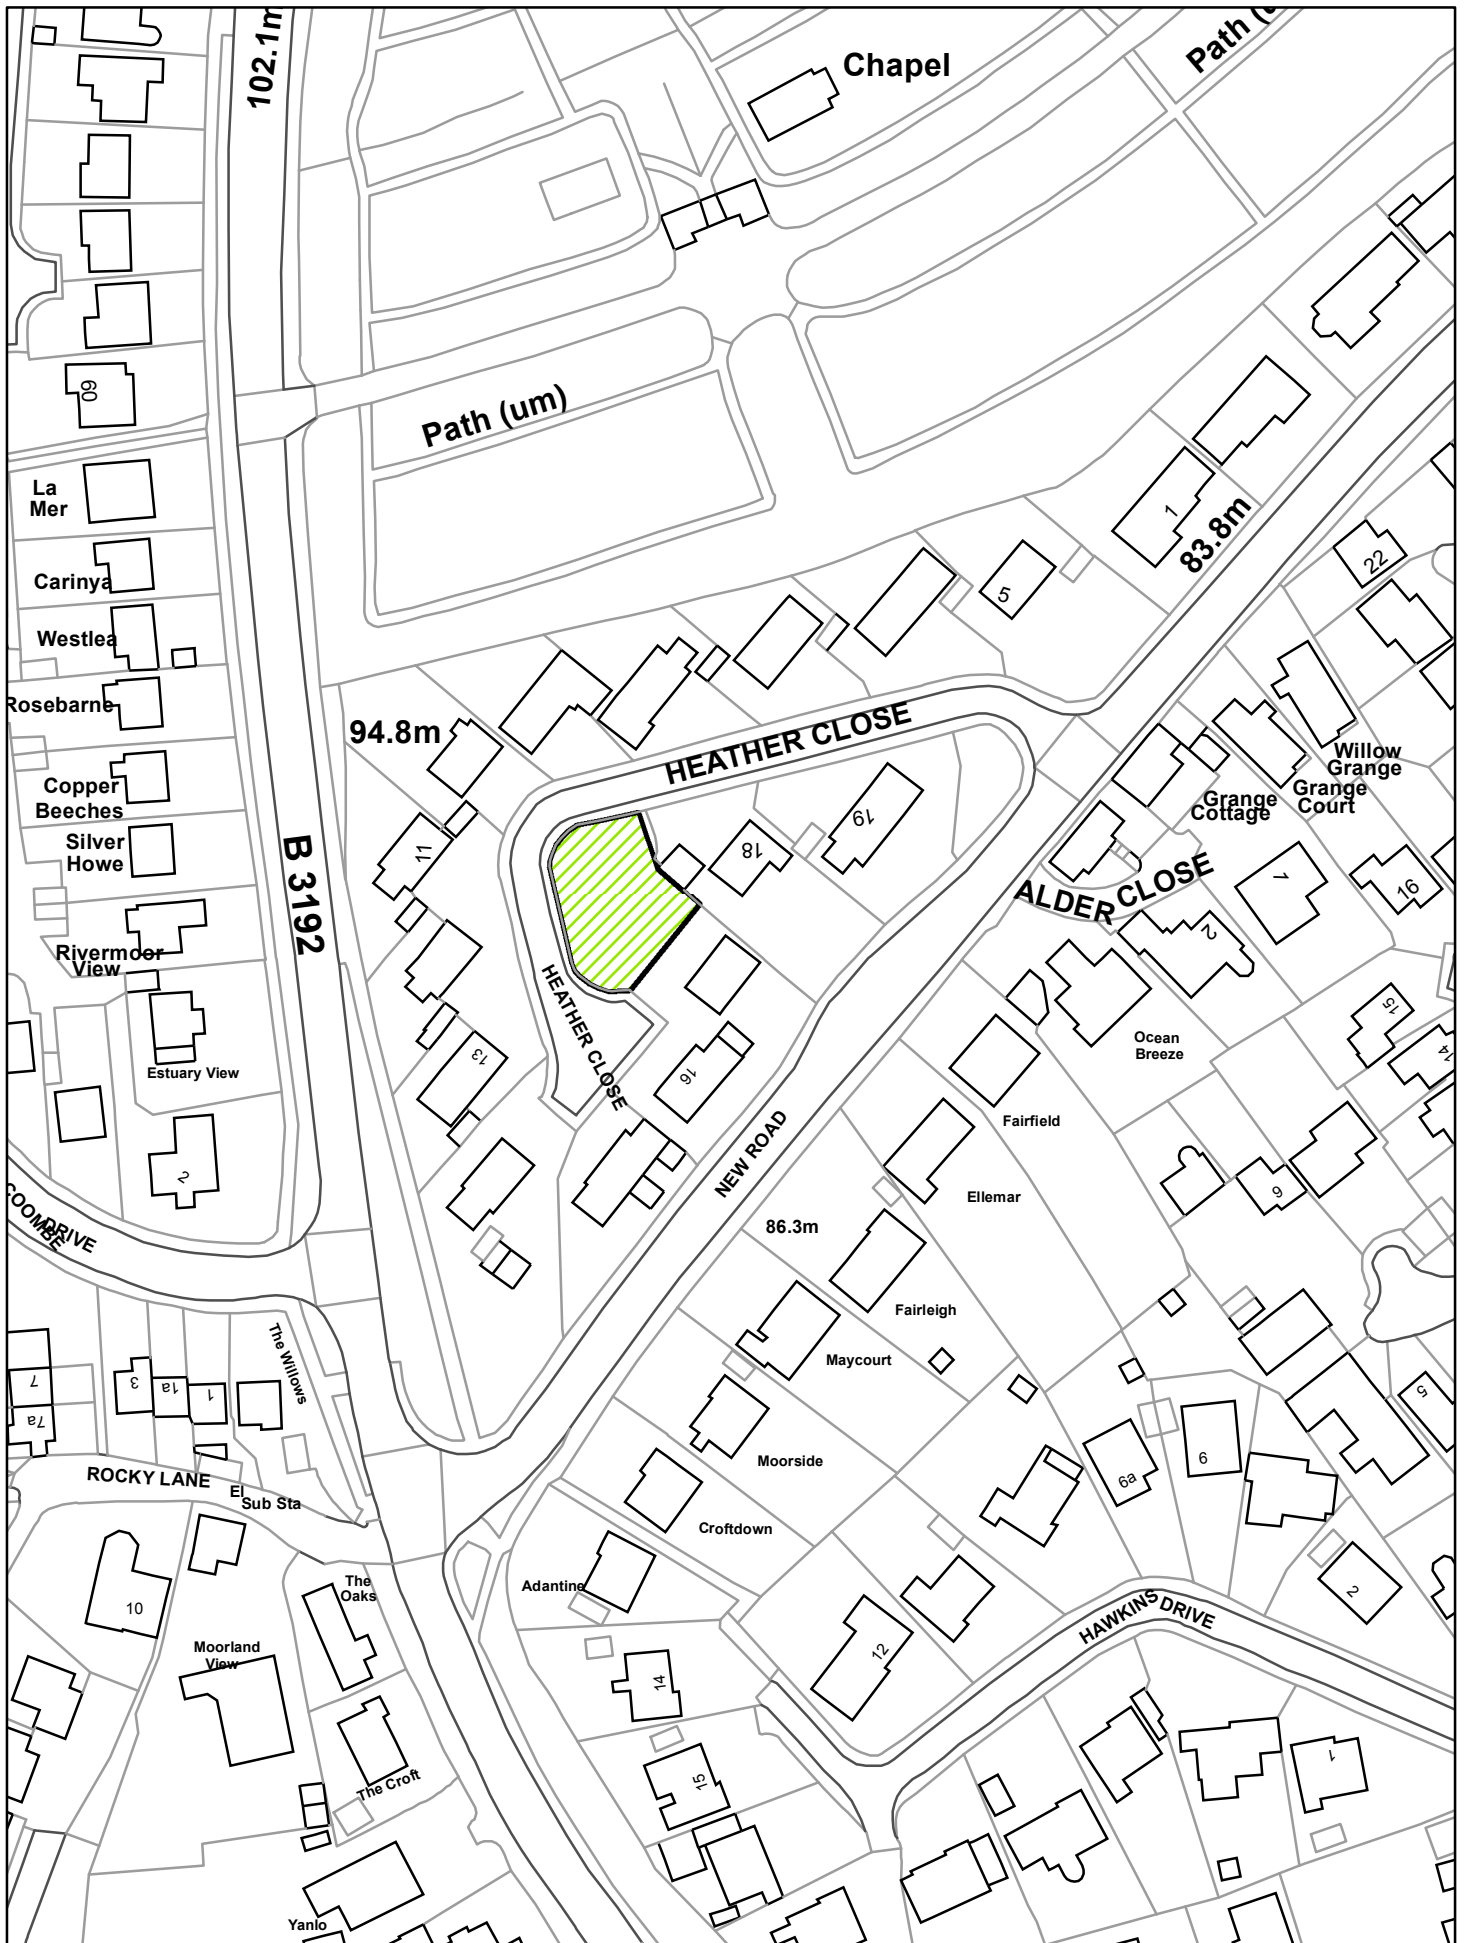 102.1m
Chapel
Path (u
60
Path (um)
La
Mer
1
83.8m
22
5
Carinya
Westlea
Rosebarne
94.8m
HEATHER CLOSE
Willow
Grange
Grange
Court
Grange
Cottage
Copper
Beeches
Silver
Howe
B 3192
11
19
18
ALDER CLOSE
7
16
2
Rivermoor
View
HEATHER CLOSE
15
14
Ocean
Breeze
13
16
Estuary View
Fairfield
NEW ROAD
2
Ellemar
9
COOMBE
DRIVE
86.3m
Fairleigh
The Willows
Maycourt
7
3
1a
1
7a
5
Moorside
ROCKY LANE
El
Sub Sta
6a
9
Croftdown
The
Oaks
Adantine
10
2
HAWKINS DRIVE
Moorland
View
12
14
The Croft
15
1
Yanlo